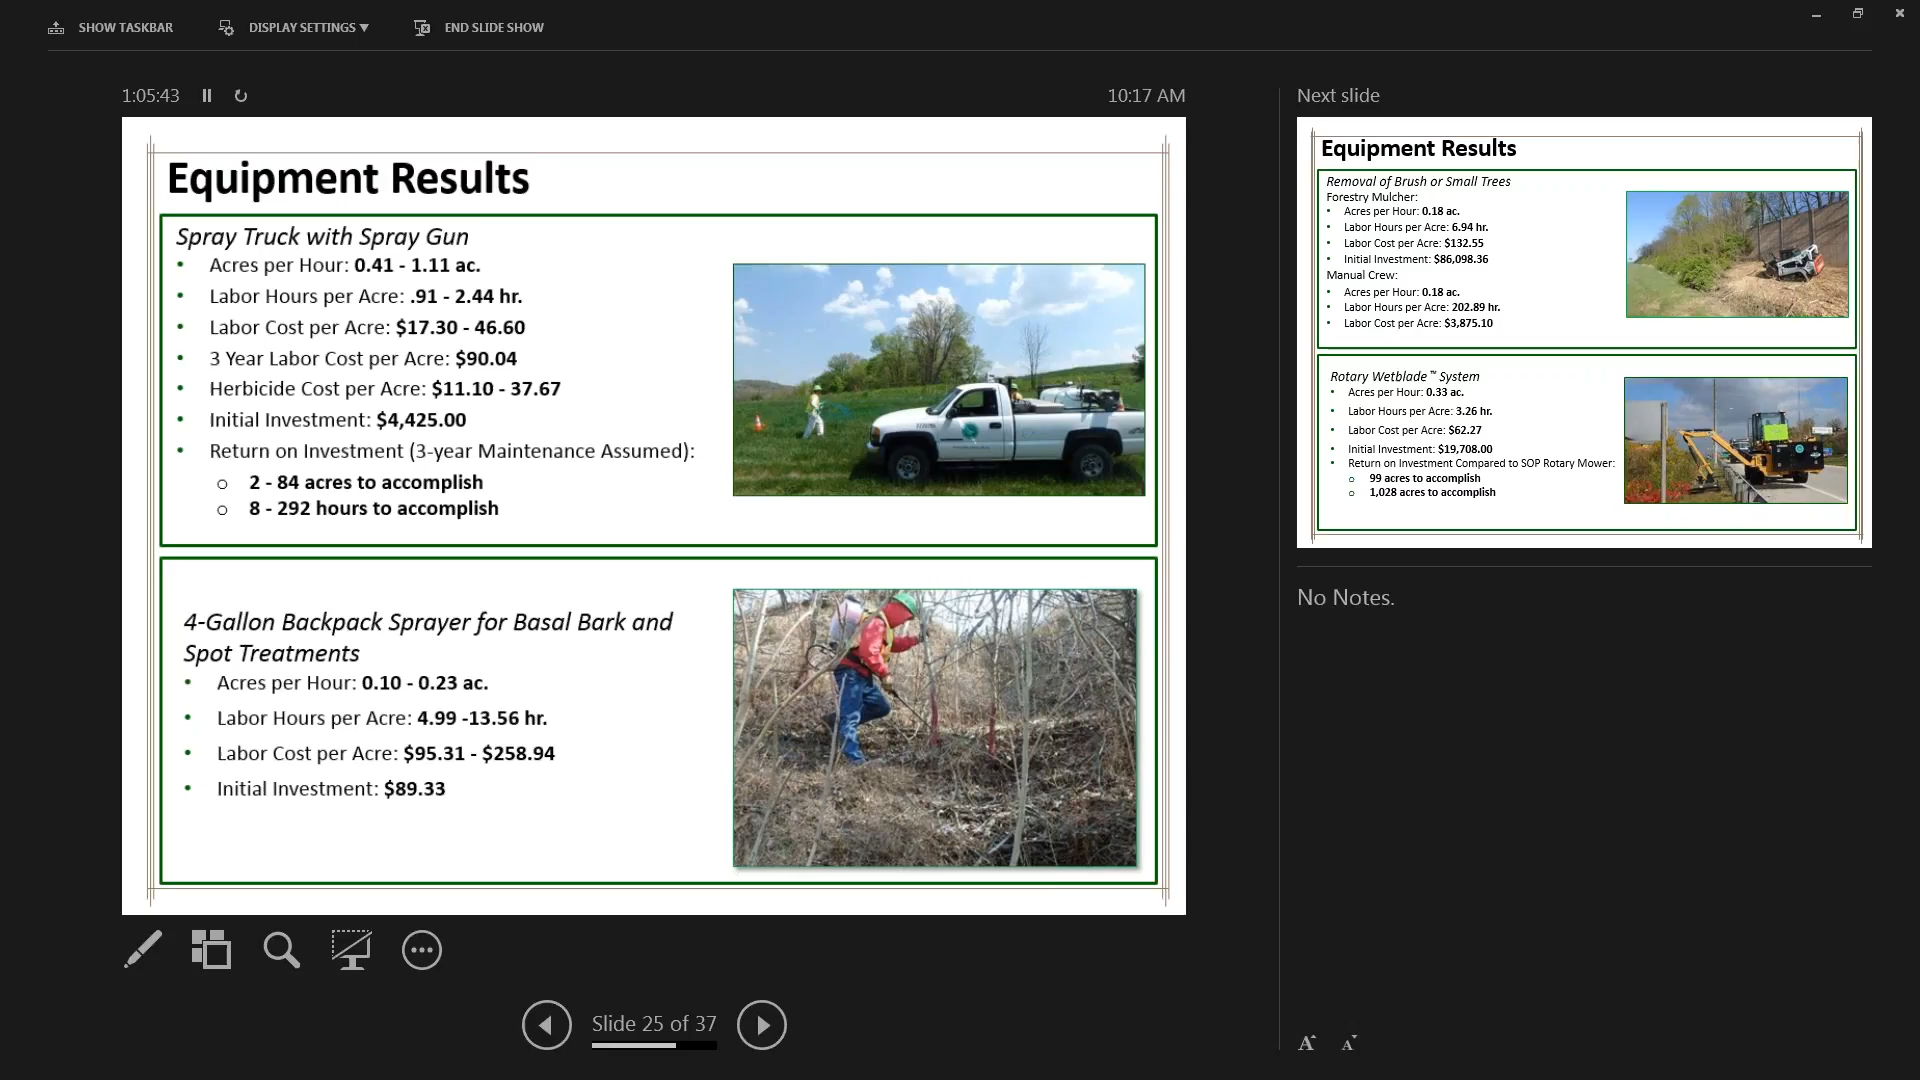 SHOW TASKBAR
DISPLAY SETTINGS ▼
END SLIDE SHOW
1:05:43
10:17 AM
Equipment Results
Spray Truck with Spray Gun
• Acres per Hour: 0.41 - 1.11 ac.
• Labor Hours per Acre: .91 - 2.44 hr.
• Labor Cost per Acre: $17.30 - 46.60
• 3 Year Labor Cost per Acre: $90.04
• Herbicide Cost per Acre: $11.10 - 37.67
• Initial Investment: $4,425.00
• Return on Investment (3-year Maintenance Assumed):
o 2 - 84 acres to accomplish
o 8 - 292 hours to accomplish
4-Gallon Backpack Sprayer for Basal Bark and
Spot Treatments
• Acres per Hour: 0.10 - 0.23 ac.
• Labor Hours per Acre: 4.99 -13.56 hr.
• Labor Cost per Acre: $95.31 - $258.94
• Initial Investment: $89.33
Slide 25 of 37
Next slide
Equipment Results
Removal of Brush or Small Trees
Forestry Mulcher:
• Acres per Hour: 0.18 ac.
• Labor Hours per Acre: 6.94 hr.
• Labor Cost per Acre: $132.55
• Initial Investment: $86,098.36
Manual Crew:
• Acres per Hour: 0.18 ac.
• Labor Hours per Acre: 202.89 hr.
• Labor Cost per Acre: $3,875.10
Rotary Wetblade™ System
• Acres per Hour: 0.33 ac.
• Labor Hours per Acre: 3.26 hr.
• Labor Cost per Acre: $62.27
• Initial Investment: $19,708.00
• Return on Investment Compared to SOP Rotary Mower:
o 99 acres to accomplish
o 1,028 acres to accomplish
No Notes.
A A